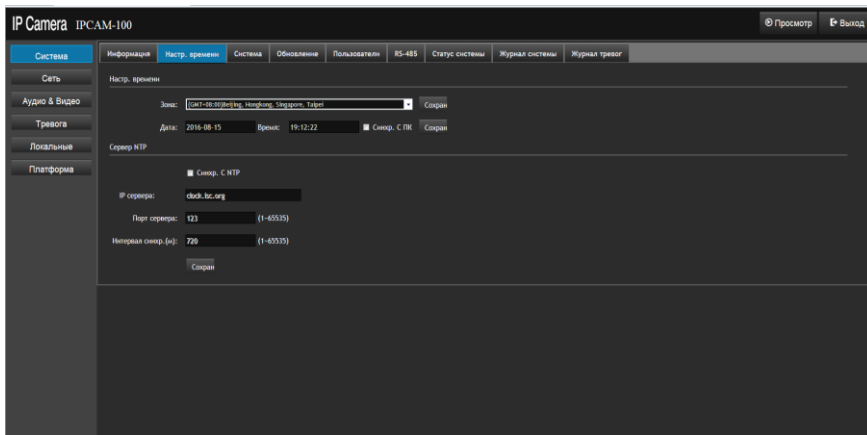 IP Camera IPCAM-100 Просмотр Выход
Система
Сеть
Аудио & Видео
Тревога
Локальные
Платформа
Информация Настр. времени Система Обновление Пользователи RS-485 Статус системы Журнал системы Журнал тревог
Настр. времени
Зона: (GMT+08:00)Beijing, Hongkong, Singapore, Taipei Сохран
Дата: 2016-08-15 Время: 19:12:22 Синхр. С ПК Сохран
Сервер NTP
Синхр. С NTP
IP сервера: clock.isc.org
Порт сервера: 123 (1~65535)
Интервал синхр.(м): 720 (1~65535)
Сохран